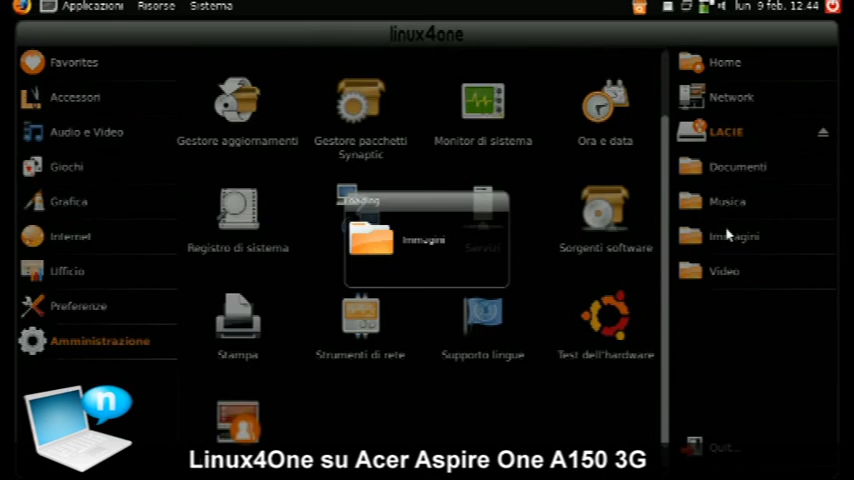 Applicazioni Risorse Sistema
lun 9 feb, 12.44
linux4one
Favorites
Accessori
Audio e Video
Giochi
Grafica
Internet
Ufficio
Preferenze
Amministrazione
Gestore aggiornamenti
Gestore pacchetti
Synaptic
Monitor di sistema
Ora e data
Registro di sistema
Servizi
Sorgenti software
Stampa
Strumenti di rete
Supporto lingue
Test dell'hardware
Loading
Immagini
Home
Network
LACIE
Documenti
Musica
Immagini
Video
Quit...
n
Linux4One su Acer Aspire One A150 3G